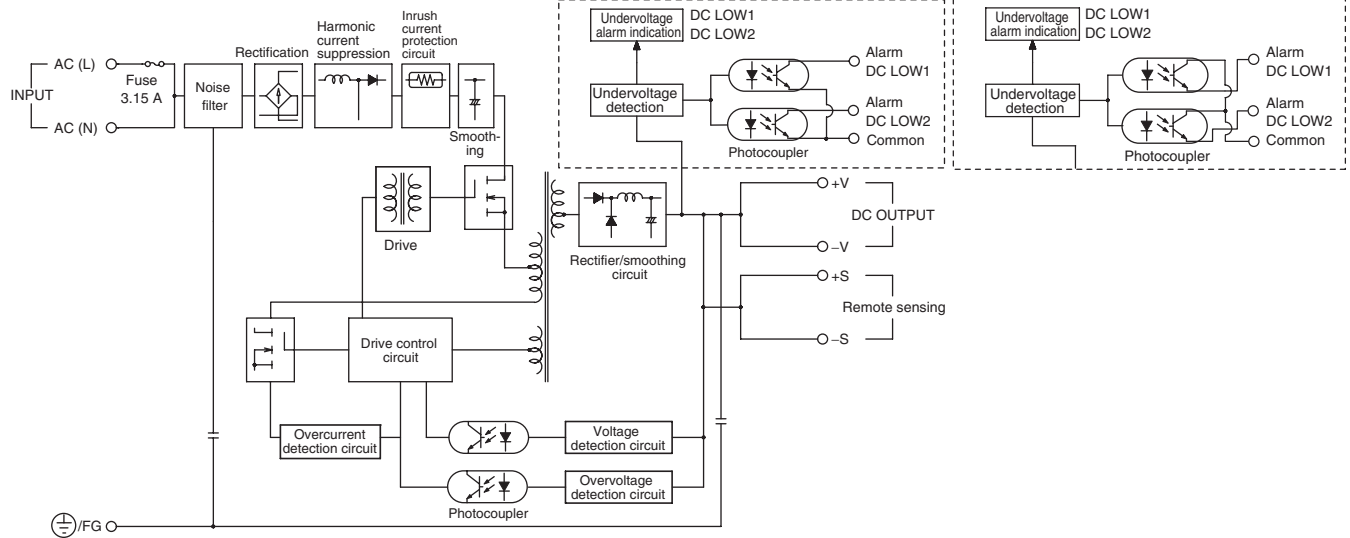 Undervoltage
alarm indication
DC LOW1
DC LOW2
Undervoltage
alarm indication
DC LOW1
DC LOW2
Harmonic
current
suppression
Inrush
current
protection
circuit
Rectification
AC (L)
Fuse
3.15 A
INPUT
AC (N)
Noise
filter
Smooth-
ing
Undervoltage
detection
Alarm
DC LOW1
Alarm
DC LOW2
Common
Photocoupler
Undervoltage
detection
Alarm
DC LOW1
Alarm
DC LOW2
Common
Photocoupler
Drive
Rectifier/smoothing
circuit
+V
DC OUTPUT
−V
+S
Remote sensing
−S
Drive control
circuit
Overcurrent
detection circuit
Voltage
detection circuit
Overvoltage
detection circuit
Photocoupler
/FG